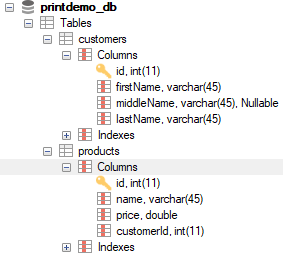 printdemo_db
Tables
customers
Columns
id, int(11)
firstName, varchar(45)
middleName, varchar(45), Nullable
lastName, varchar(45)
Indexes
products
Columns
id, int(11)
name, varchar(45)
price, double
customerId, int(11)
Indexes